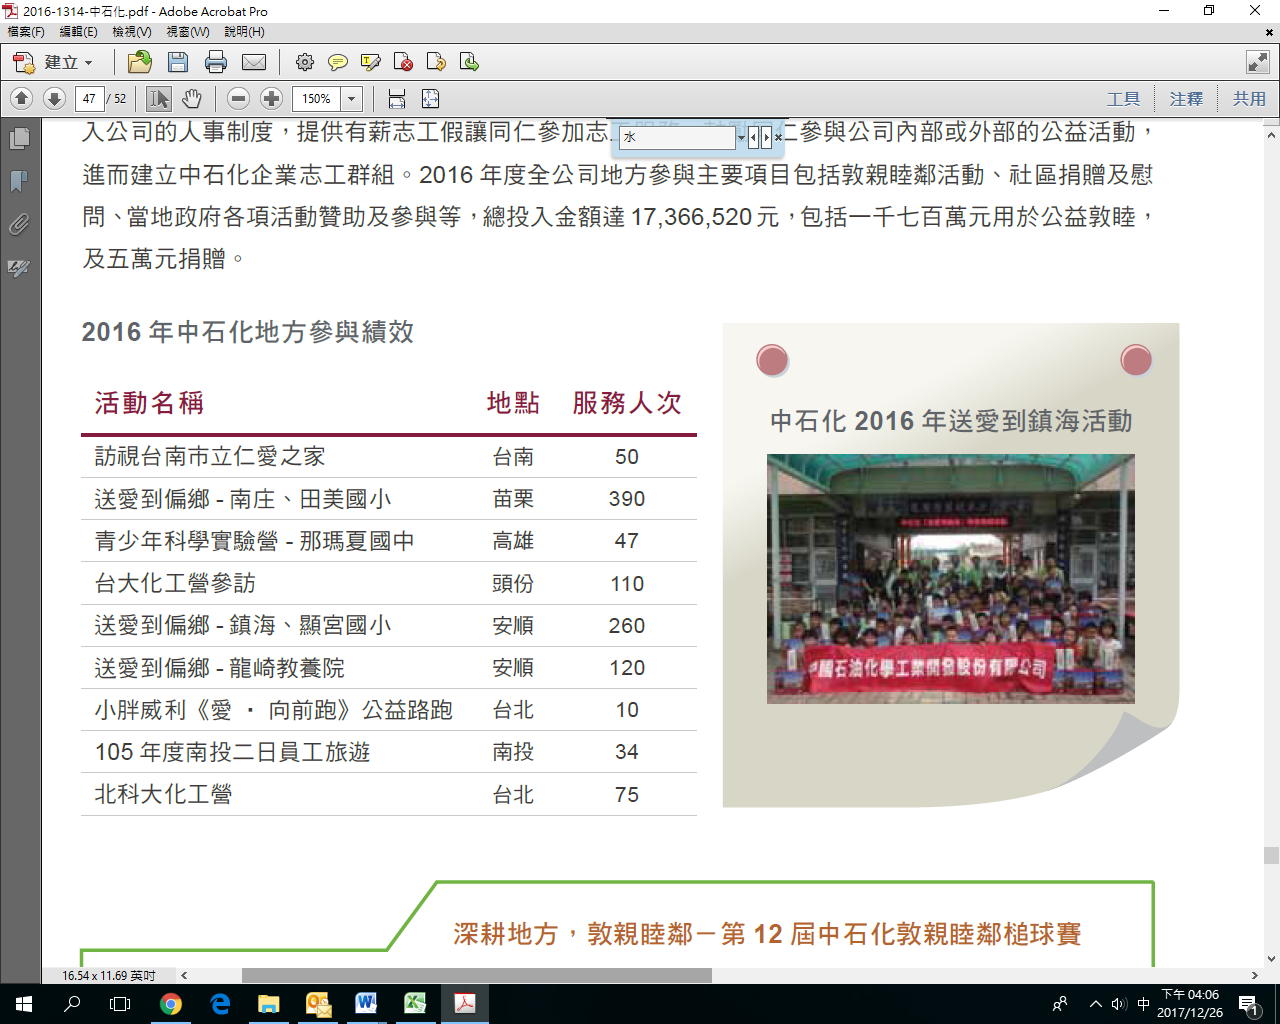 2016-1314-中石化.pdf - Adobe Acrobat Pro
檔案(F) 編輯(E) 檢視(V) 視窗(W) 說明(H)
建立
47 / 52 150% 工具 注釋 共用
水
入公司的人事制度，提供有薪志工假讓同仁參加志工服務，鼓勵同仁參與公司內部或外部的公益活動，
進而建立中石化企業志工群組。2016 年度全公司地方參與主要項目包括敦親睦鄰活動、社區捐贈及慰
問、當地政府各項活動贊助及參與等，總投入金額達 17,366,520 元，包括一千七百萬元用於公益敦睦，
及五萬元捐贈。
2016 年中石化地方參與績效
活動名稱 地點 服務人次
訪視台南市立仁愛之家 台南 50
送愛到偏鄉 - 南庄、田美國小 苗栗 390
青少年科學實驗營 - 那瑪夏國中 高雄 47
台大化工營參訪 頭份 110
送愛到偏鄉 - 鎮海、顯宮國小 安順 260
送愛到偏鄉 - 龍崎教養院 安順 120
小胖威利《愛 ‧ 向前跑》公益路跑 台北 10
105 年度南投二日員工旅遊 南投 34
北科大化工營 台北 75
中石化 2016 年送愛到鎮海活動
中國石油化學工業開發股份有限公司
深耕地方，敦親睦鄰－第 12 屆中石化敦親睦鄰槌球賽
16.54 x 11.69 英吋
中
下午 04:06
2017/12/26
1